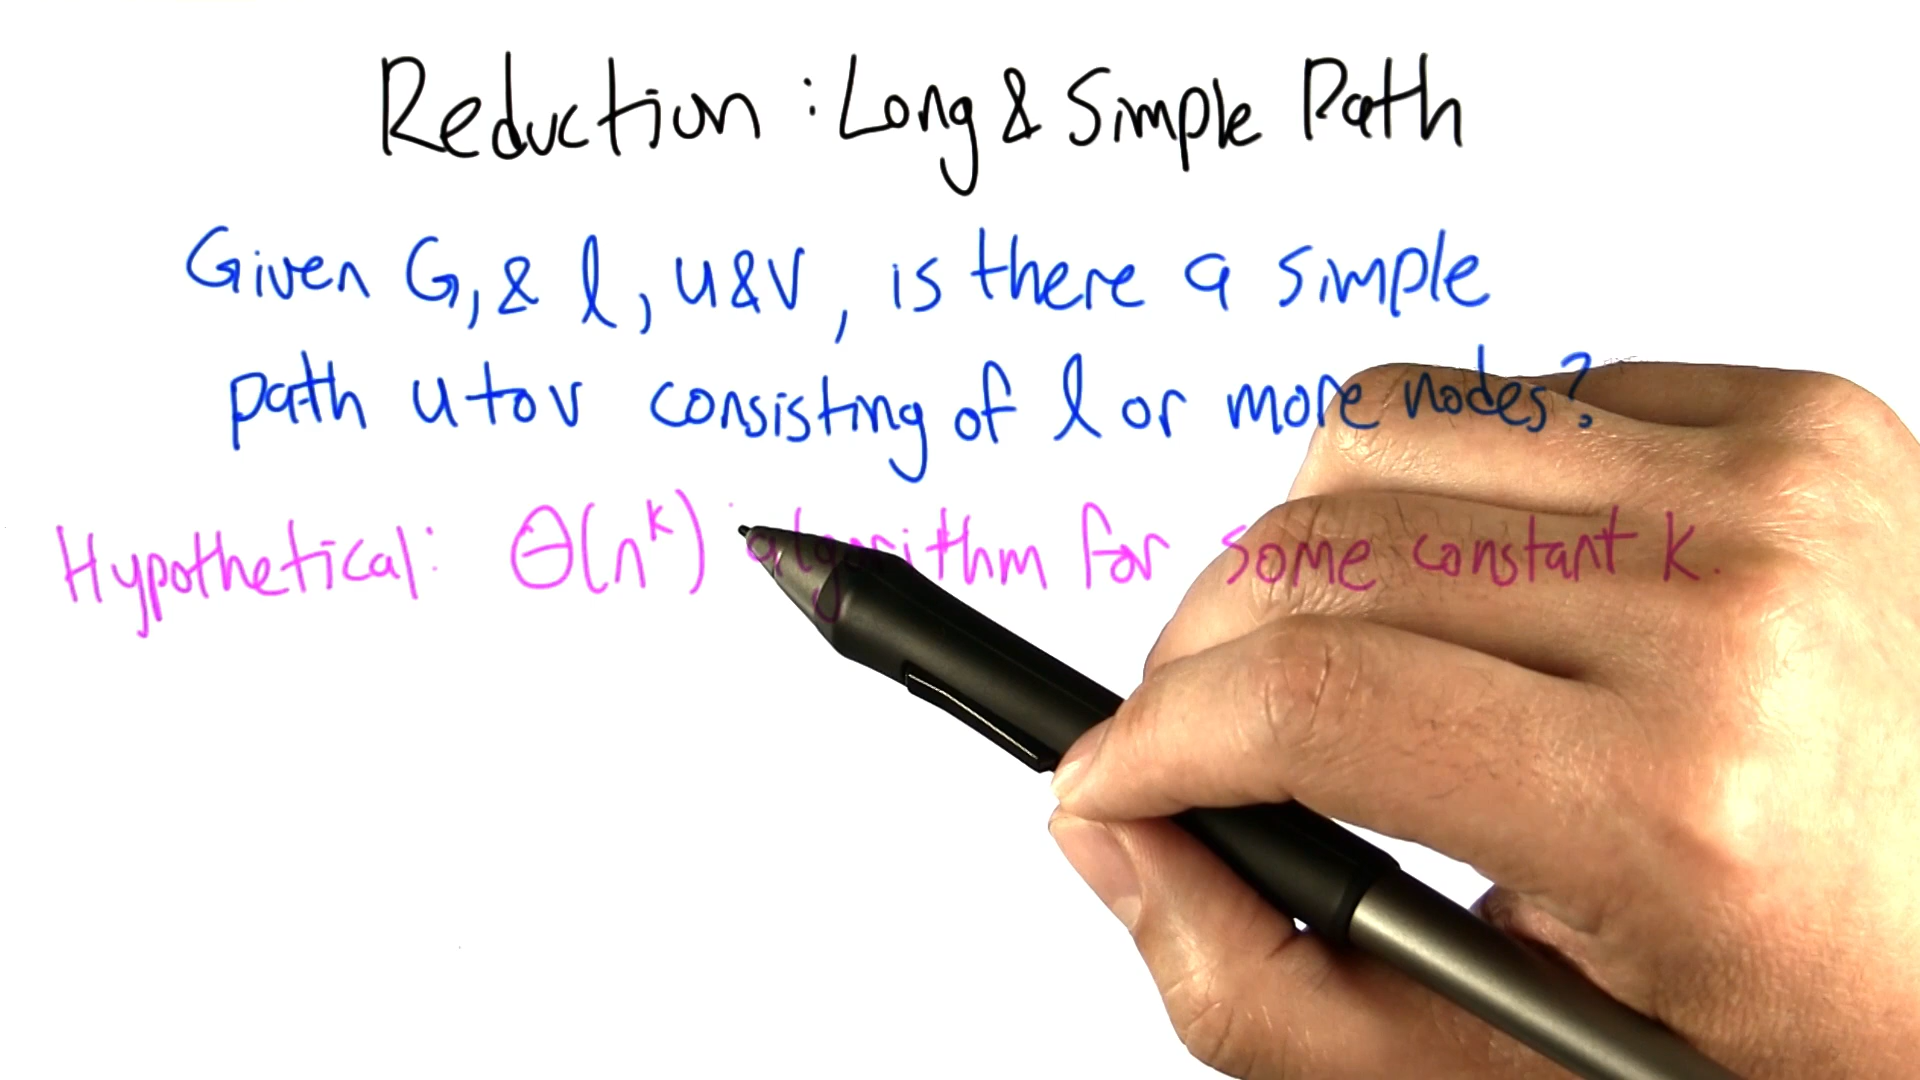 Reduction: Long & Simple Path
Given G, & l, u & v, is there a simple
path u to v consisting of l or more nodes?
Hypothetical: Θ(n^k) algorithm for some constant k.